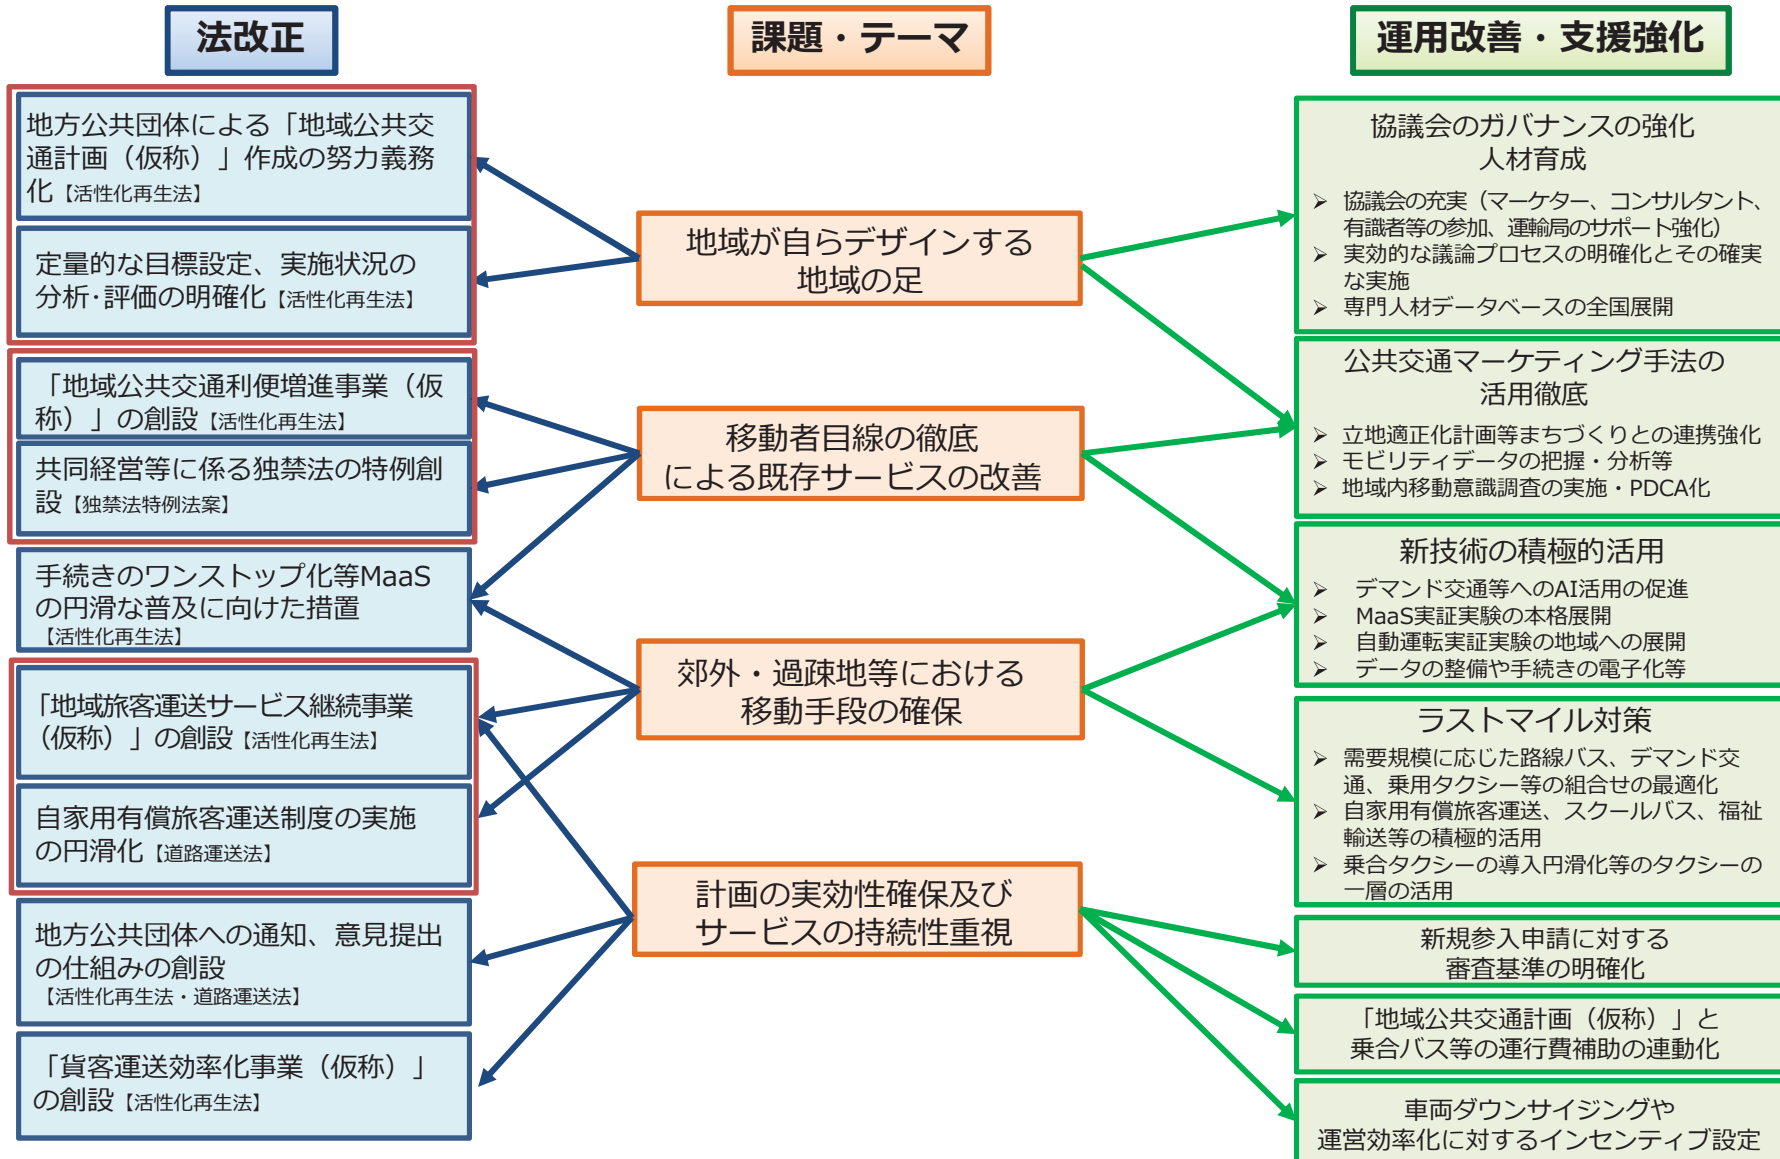 法改正
課題・テーマ
運用改善・支援強化
地方公共団体による「地域公共交
通計画（仮称）」作成の努力義務
化【活性化再生法】
定量的な目標設定、実施状況の
分析･評価の明確化【活性化再生法】
「地域公共交通利便増進事業（仮
称）」の創設【活性化再生法】
共同経営等に係る独禁法の特例創
設【独禁法特例法案】
手続きのワンストップ化等MaaS
の円滑な普及に向けた措置
【活性化再生法】
「地域旅客運送サービス継続事業
（仮称）」の創設【活性化再生法】
自家用有償旅客運送制度の実施
の円滑化【道路運送法】
地方公共団体への通知、意見提出
の仕組みの創設
【活性化再生法・道路運送法】
「貨客運送効率化事業（仮称）」
の創設【活性化再生法】
地域が自らデザインする
地域の足
移動者目線の徹底
による既存サービスの改善
郊外・過疎地等における
移動手段の確保
計画の実効性確保及び
サービスの持続性重視
協議会のガバナンスの強化
人材育成
➢ 協議会の充実（マーケター、コンサルタント、
有識者等の参加、運輸局のサポート強化）
➢ 実効的な議論プロセスの明確化とその確実
な実施
➢ 専門人材データベースの全国展開
公共交通マーケティング手法の
活用徹底
➢ 立地適正化計画等まちづくりとの連携強化
➢ モビリティデータの把握・分析等
➢ 地域内移動意識調査の実施・PDCA化
新技術の積極的活用
➢ デマンド交通等へのAI活用の促進
➢ MaaS実証実験の本格展開
➢ 自動運転実証実験の地域への展開
➢ データの整備や手続きの電子化等
ラストマイル対策
➢ 需要規模に応じた路線バス、デマンド交
通、乗用タクシー等の組合せの最適化
➢ 自家用有償旅客運送、スクールバス、福祉
輸送等の積極的活用
➢ 乗合タクシーの導入円滑化等のタクシーの
一層の活用
新規参入申請に対する
審査基準の明確化
「地域公共交通計画（仮称）」と
乗合バス等の運行費補助の連動化
車両ダウンサイジングや
運営効率化に対するインセンティブ設定